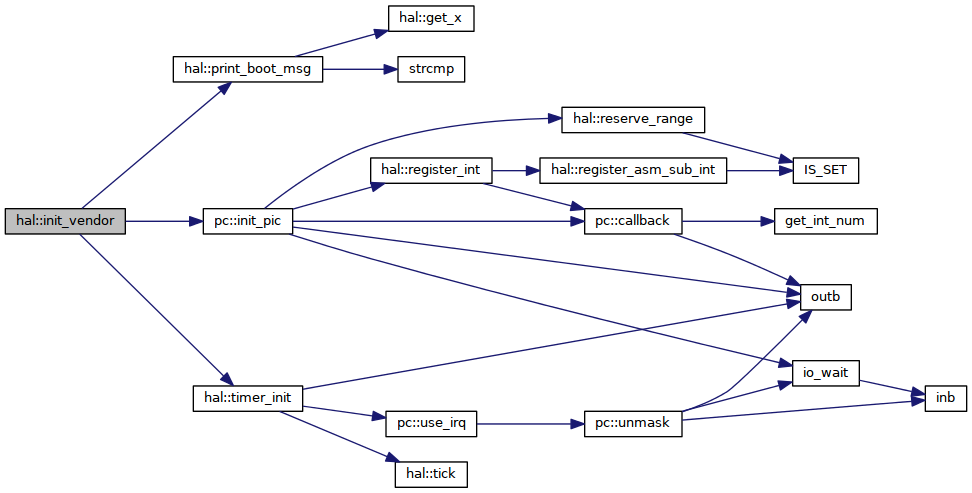 hal::get_x
hal::print_boot_msg
strcmp
hal::reserve_range
hal::register_int
hal::register_asm_sub_int
IS_SET
hal::init_vendor
pc::init_pic
pc::callback
get_int_num
outb
io_wait
hal::timer_init
inb
pc::use_irq
pc::unmask
hal::tick